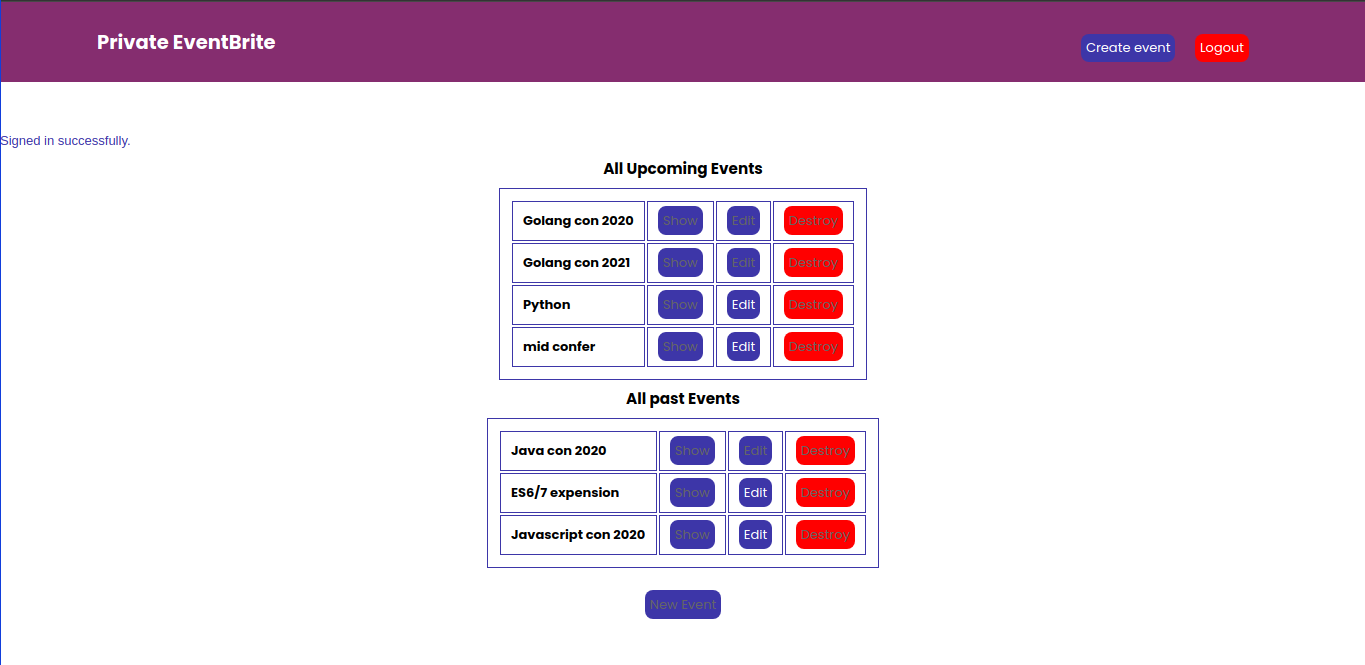 Private EventBrite
Create event Logout
Signed in successfully.
All Upcoming Events
Golang con 2020 Show Edit Destroy
Golang con 2021 Show Edit Destroy
Python Show Edit Destroy
mid confer Show Edit Destroy
All past Events
Java con 2020 Show Edit Destroy
ES6/7 expension Show Edit Destroy
Javascript con 2020 Show Edit Destroy
New Event